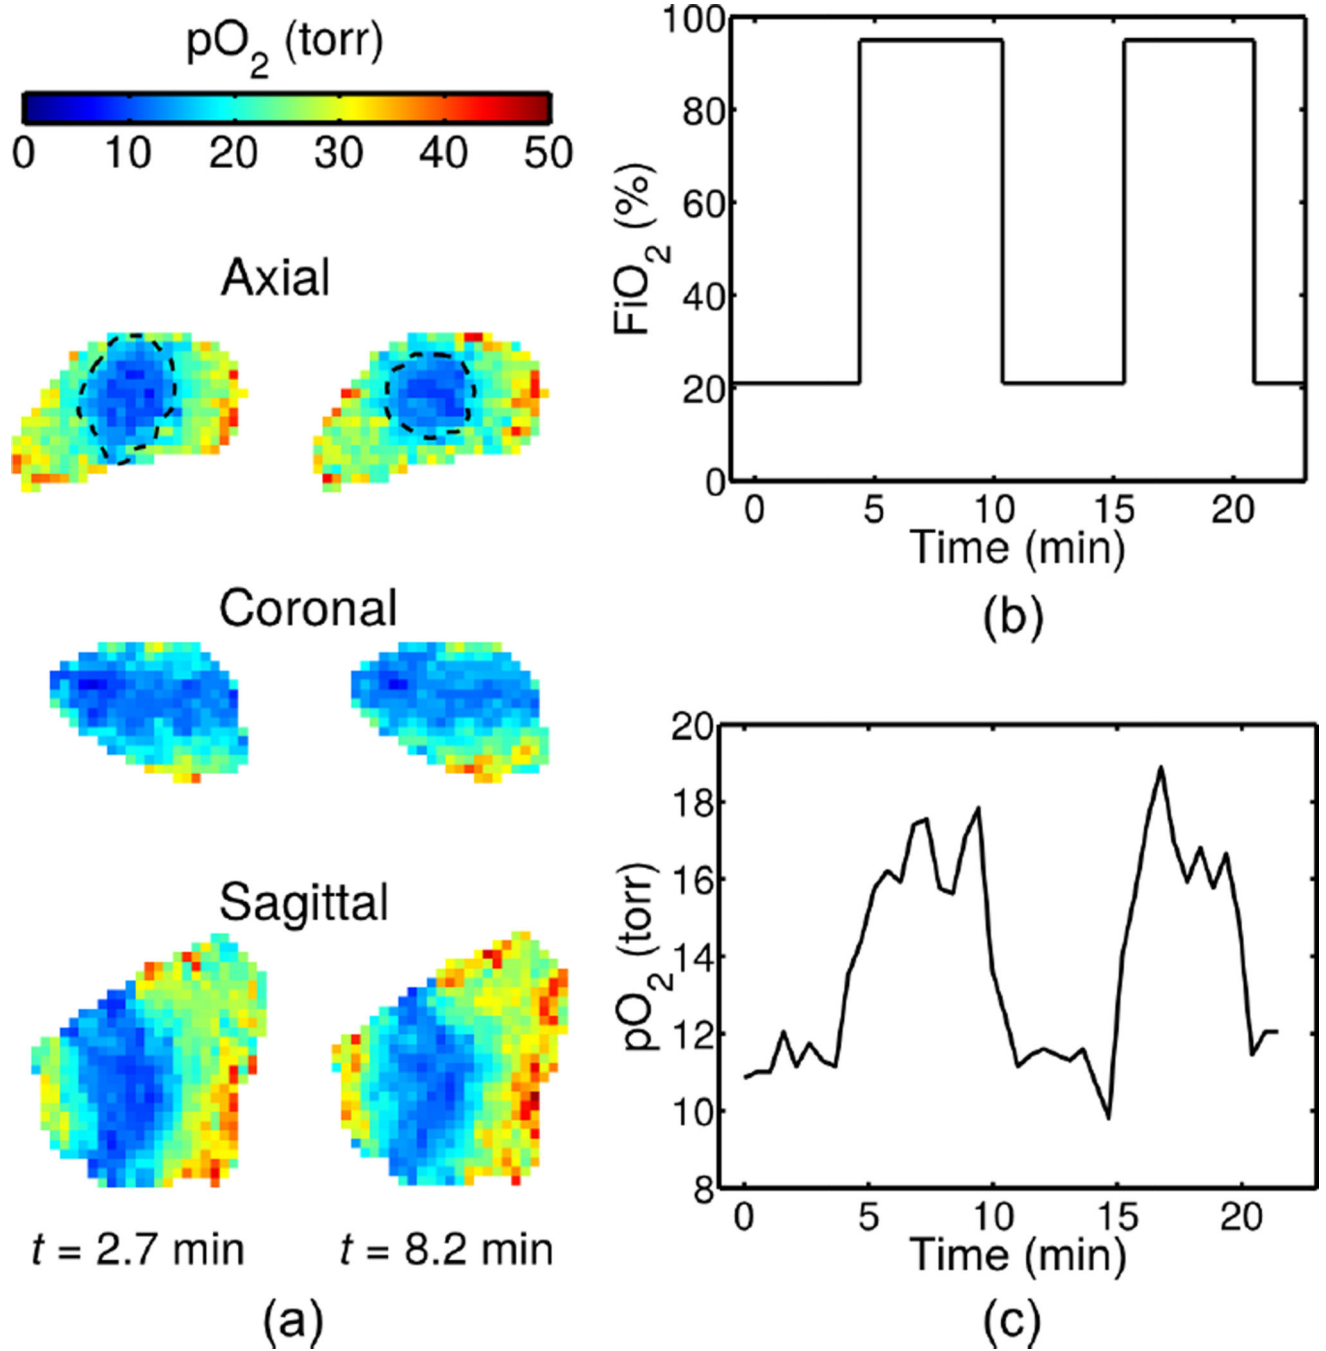 pO2 (torr)
0 10 20 30 40 50
Axial
Coronal
Sagittal
t = 2.7 min t = 8.2 min
(a)
100
80
60
40
20
0
FiO2 (%)
0 5 10 15 20
Time (min)
(b)
20
18
16
14
12
10
8
pO2 (torr)
0 5 10 15 20
Time (min)
(c)